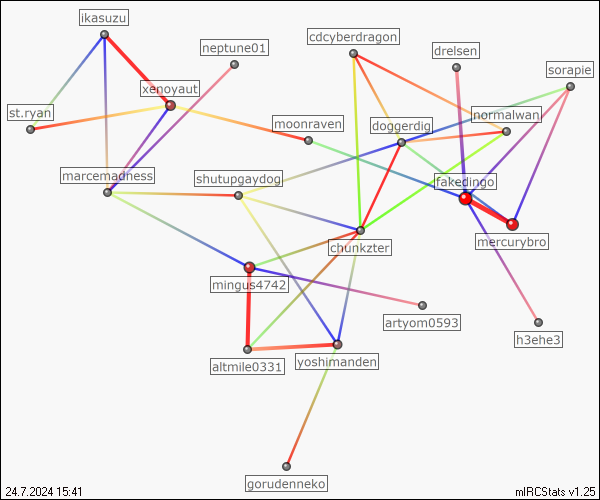 ikasuzu
neptune01
cdcyberdragon
drelsen
sorapie
xenoyaut
st.ryan
moonraven
doggerdig
normalwan
marcemadness
shutupgaydog
fakedingo
mercurybro
chunkzter
mingus4742
artyom0593
h3ehe3
altmile0331
yoshimanden
gorudenneko
24.7.2024 15:41
mIRCStats v1.25